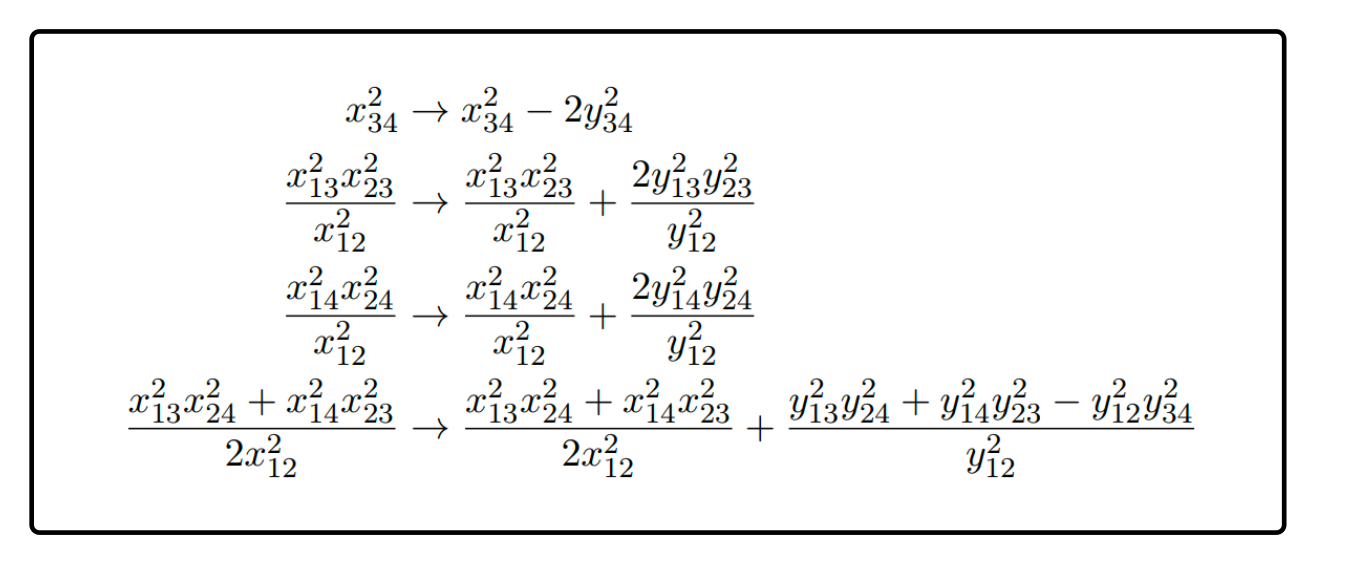 x_{34}^2 → x_{34}^2 − 2y_{34}^2
\frac{x_{13}^2 x_{23}^2}{x_{12}^2} → \frac{x_{13}^2 x_{23}^2}{x_{12}^2} + \frac{2y_{13}^2 y_{23}^2}{y_{12}^2}
\frac{x_{14}^2 x_{24}^2}{x_{12}^2} → \frac{x_{14}^2 x_{24}^2}{x_{12}^2} + \frac{2y_{14}^2 y_{24}^2}{y_{12}^2}
\frac{x_{13}^2 x_{24}^2 + x_{14}^2 x_{23}^2}{2x_{12}^2} → \frac{x_{13}^2 x_{24}^2 + x_{14}^2 x_{23}^2}{2x_{12}^2} + \frac{y_{13}^2 y_{24}^2 + y_{14}^2 y_{23}^2 − y_{12}^2 y_{34}^2}{y_{12}^2}